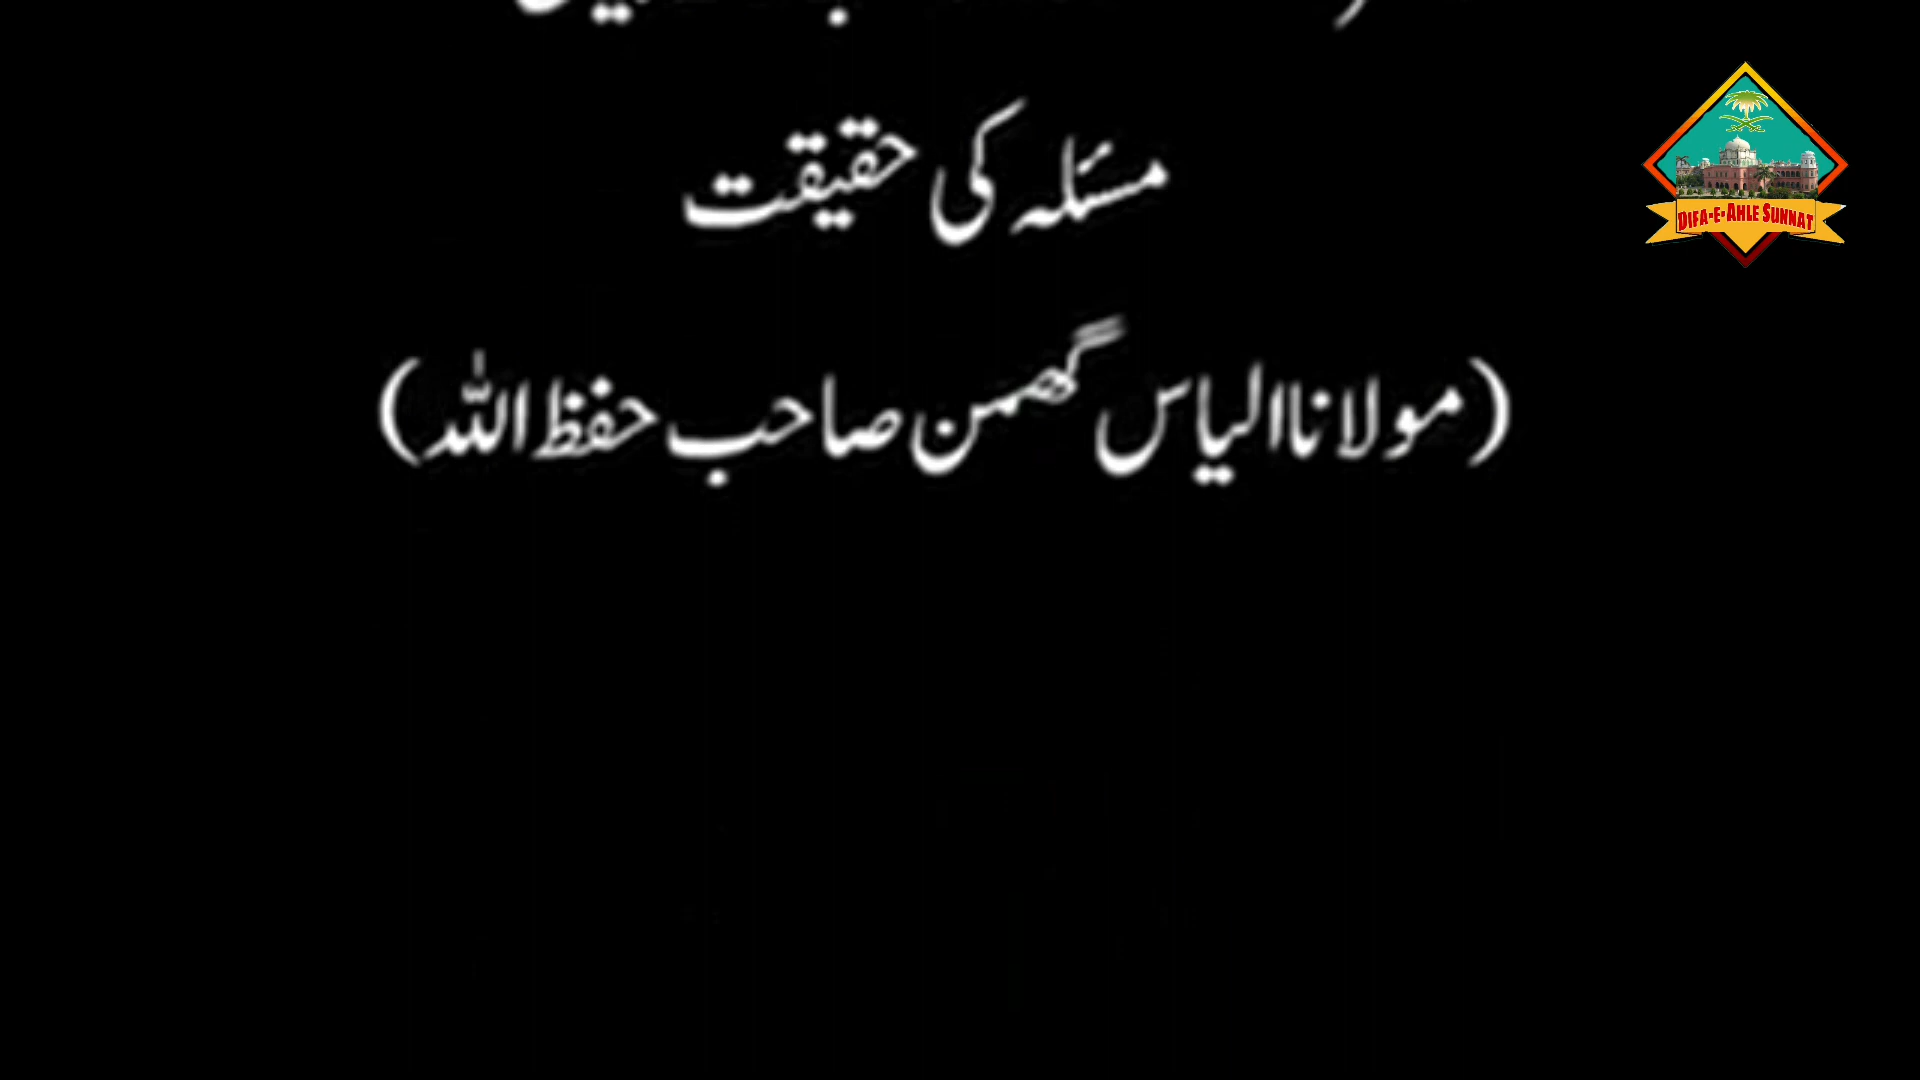 مسئلہ کی حقیقت
(مولانا الیاس گھمن صاحب حفظ اللہ)
DIFA-E-AHLE SUNNAT